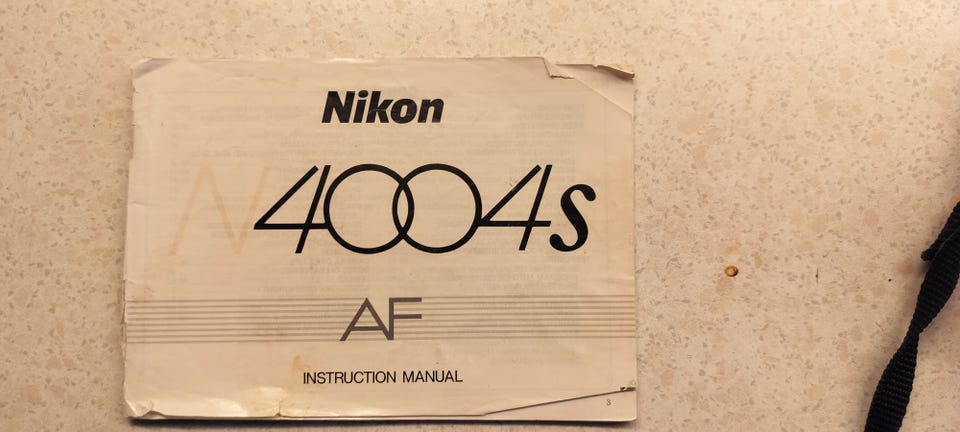 Nikon
N4004s
AF
INSTRUCTION MANUAL
3